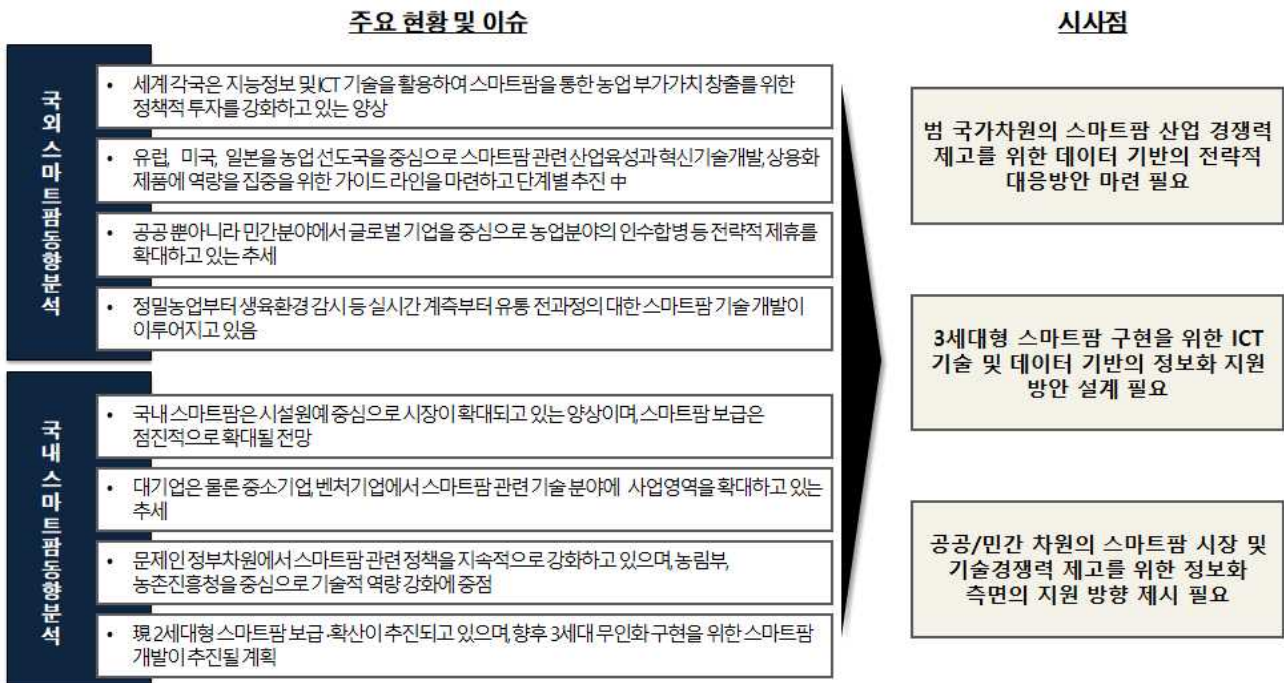 주요 현황 및 이슈
시사점
국외 스마트팜 동향분석
• 세계 각국은 지능정보 및 ICT 기술을 활용하여 스마트팜을 통한 농업 부가가치 창출를 위한
정책적 투자를 강화하고 있는 양상
• 유럽, 미국, 일본을 농업 선도국을 중심으로 스마트팜 관련 산업육성과 혁신기술개발, 상용화
제품에 역량을 집중을 위한 가이드 라인을 마련하고 단계별 추진 中
• 공공 뿐아니라 민간분야에서 글로벌 기업을 중심으로 농업분야의 인수합병 등 전략적 제휴를
확대하고 있는 추세
• 정밀농업부터 생육환경 감시 등 실시간 계측부터 유통 전과정의 대한 스마트팜 기술 개발이
이루어지고 있음
국내 스마트팜 동향분석
• 국내 스마트팜은 시설원예 중심으로 시장이 확대되고 있는 양상이며, 스마트팜 보급은
점진적으로 확대될 전망
• 대기업은 물론 중소기업, 벤처기업에서 스마트팜 관련 기술 분야에 사업영역을 확대하고 있는
추세
• 문제인 정부차원에서 스마트팜 관련 정책을 지속적으로 강화하고 있으며, 농림부,
농촌진흥청을 중심으로 기술적 역량 강화에 중점
• 現 2세대형 스마트팜 보급·확산이 추진되고 있으며, 향후 3세대 무인화 구현을 위한 스마트팜
개발이 추진될 계획
범 국가차원의 스마트팜 산업 경쟁력
제고를 위한 데이터 기반의 전략적
대응방안 마련 필요
3세대형 스마트팜 구현을 위한 ICT
기술 및 데이터 기반의 정보화 지원
방안 설계 필요
공공/민간 차원의 스마트팜 시장 및
기술경쟁력 제고를 위한 정보화
측면의 지원 방향 제시 필요